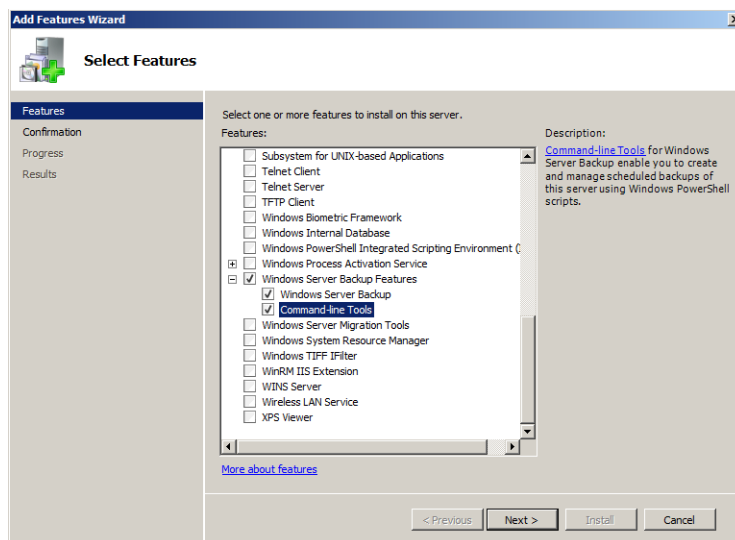 Add Features Wizard
Select Features
Features
Confirmation
Progress
Results
Select one or more features to install on this server.
Features:
Subsystem for UNIX-based Applications
Telnet Client
Telnet Server
TFTP Client
Windows Biometric Framework
Windows Internal Database
Windows PowerShell Integrated Scripting Environment (
Windows Process Activation Service
Windows Server Backup Features
Windows Server Backup
Command-line Tools
Windows Server Migration Tools
Windows System Resource Manager
Windows TIFF IFilter
WinRM IIS Extension
WINS Server
Wireless LAN Service
XPS Viewer
More about features
Description:
Command-line Tools for Windows
Server Backup enable you to create
and manage scheduled backups of
this server using Windows PowerShell
scripts.
< Previous
Next >
Install
Cancel